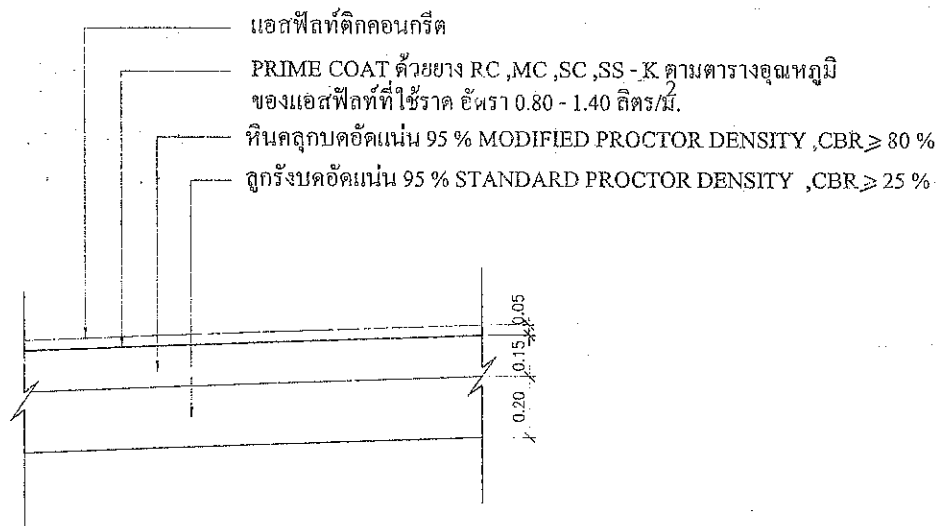 แอสฟัลท์ติกคอนกรีต
PRIME COAT ด้วยยาง RC ,MC ,SC ,SS - K ตามตารางอุณหภูมิ
ของแอสฟัลท์ที่ใช้ราด อัตรา 0.80 - 1.40 ลิตร/ม.2
หินคลุกบดอัดแน่น 95 % MODIFIED PROCTOR DENSITY ,CBR ⩾ 80 %
ลูกรังบดอัดแน่น 95 % STANDARD PROCTOR DENSITY ,CBR ⩾ 25 %
0.05
0.15
0.20